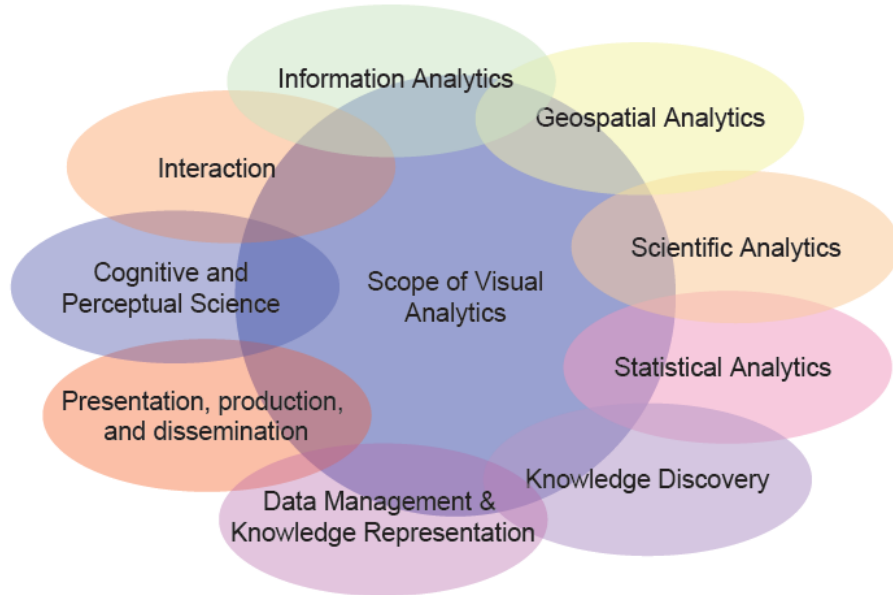 Information Analytics
Geospatial Analytics
Interaction
Scientific Analytics
Cognitive and
Perceptual Science
Scope of Visual
Analytics
Statistical Analytics
Presentation, production,
and dissemination
Knowledge Discovery
Data Management &
Knowledge Representation